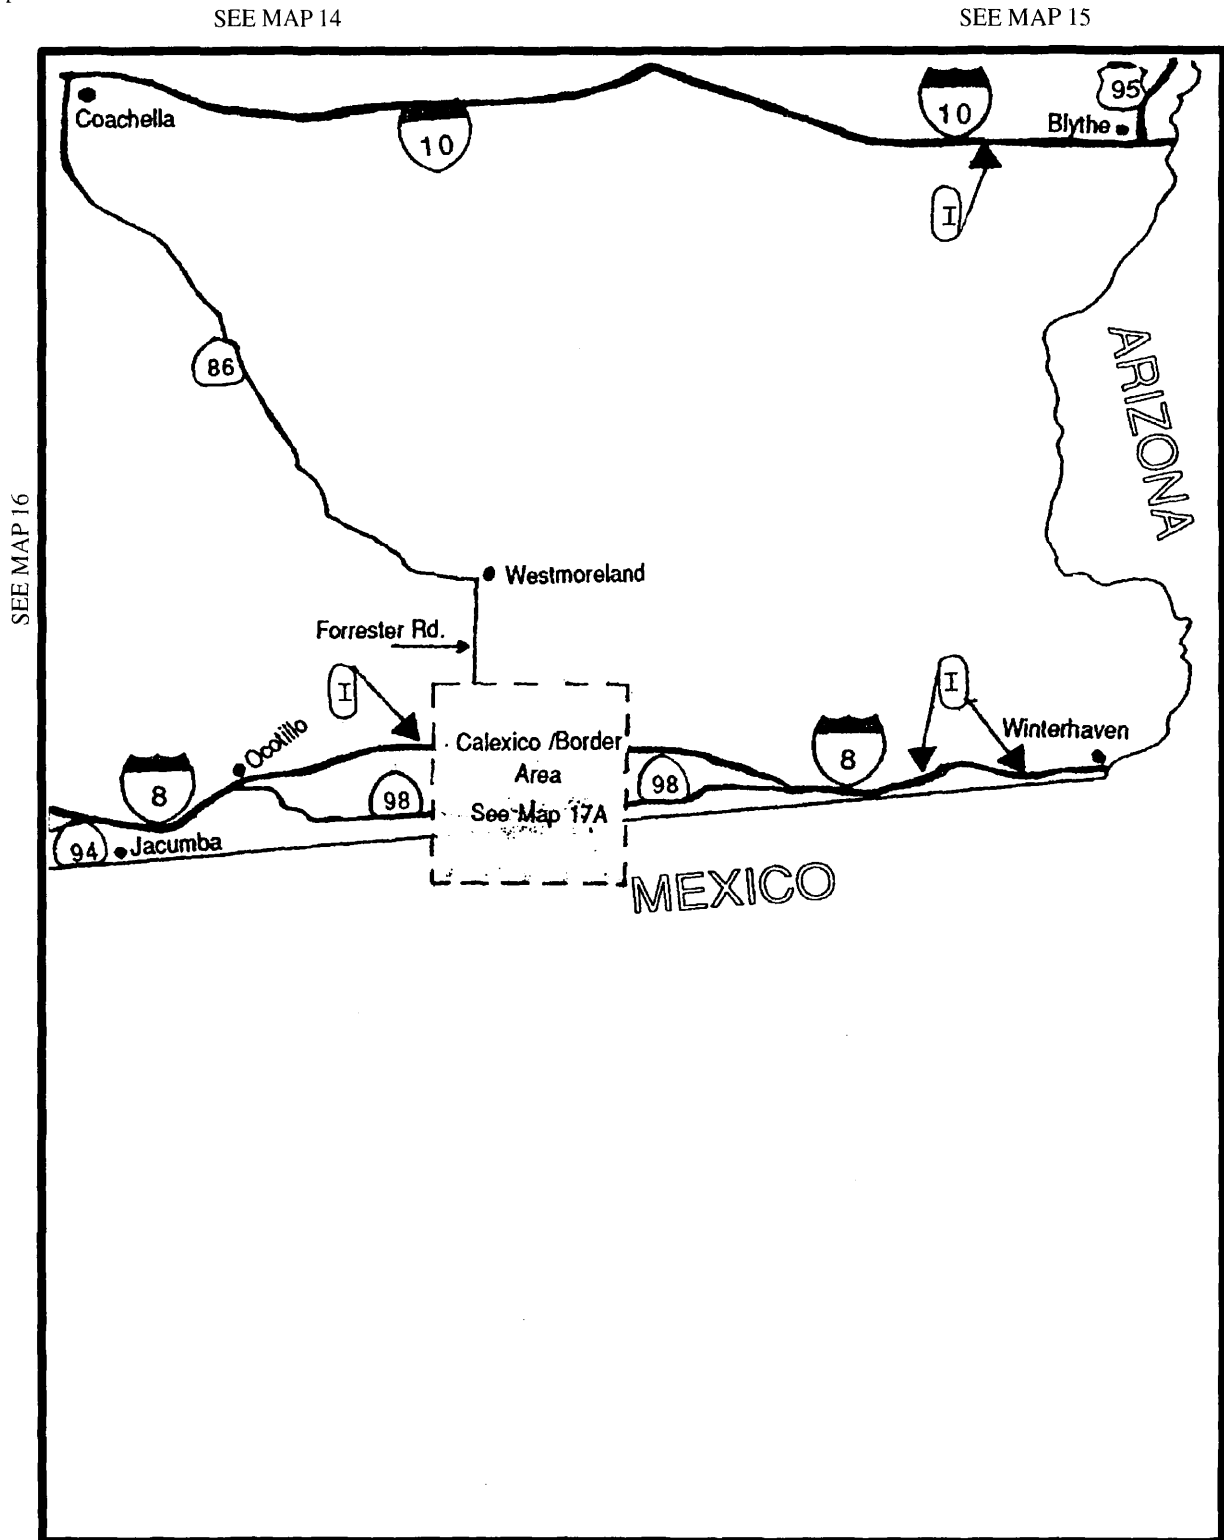 SEE MAP 14
SEE MAP 15
95
Coachella
10
10
Blythe
I
ARIZONA
86
SEE MAP 16
Westmoreland
Forrester Rd.
I
I
Ocotillo
Winterhaven
Calexico /Border
Area
See Map 17A
8
98
98
8
94
Jacumba
MEXICO